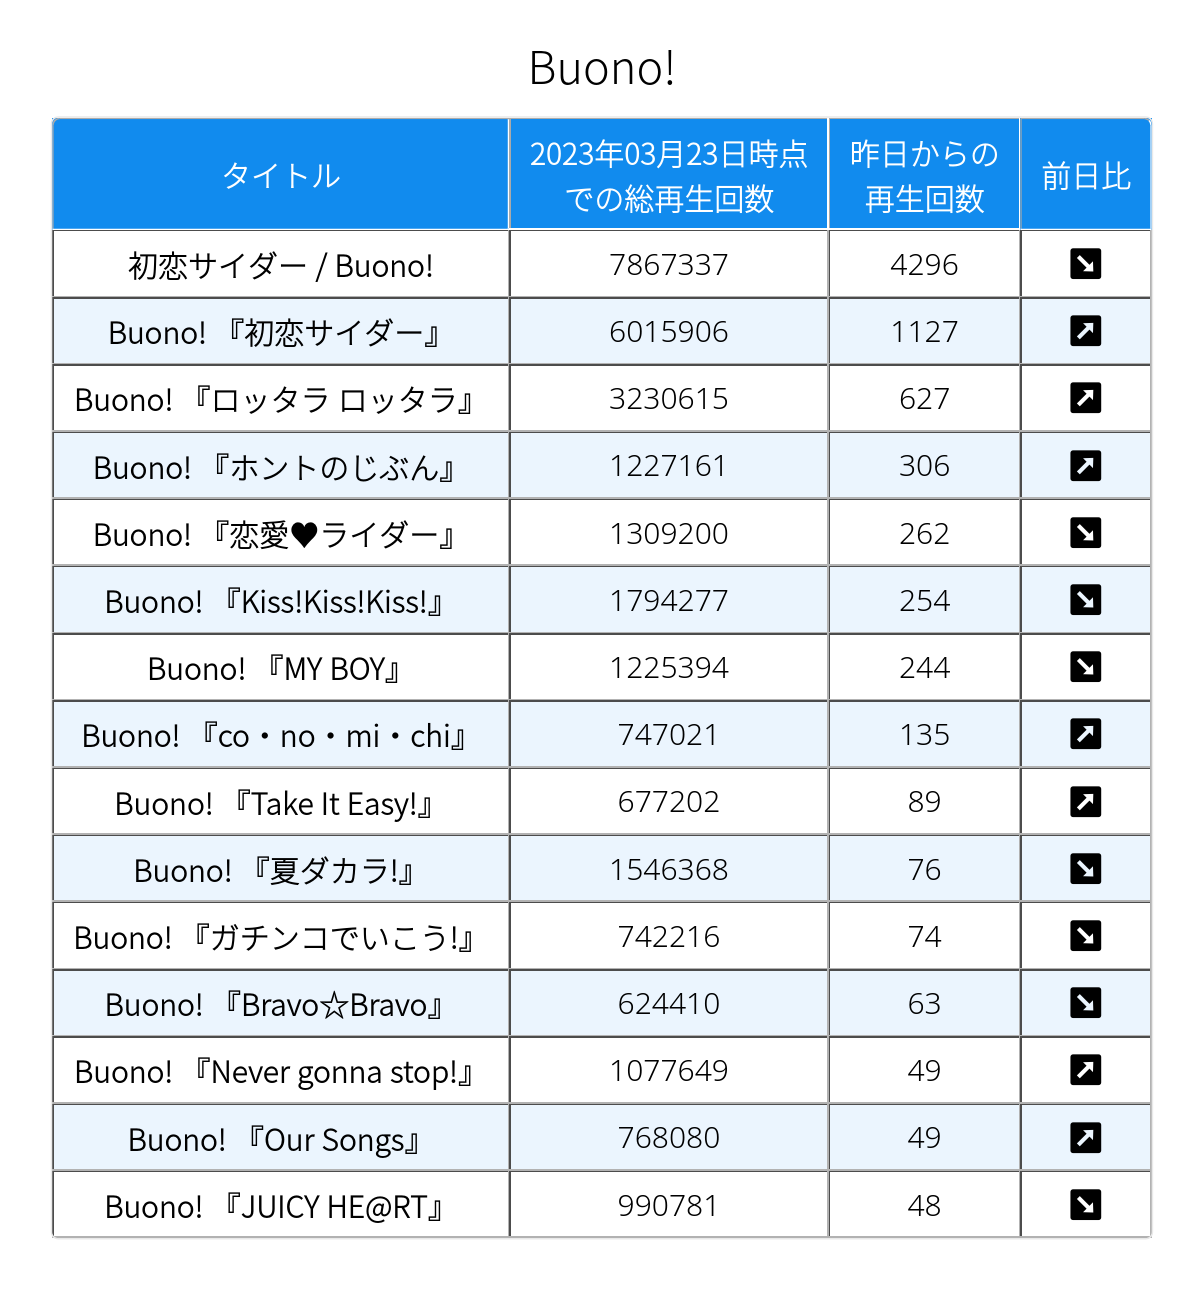 Buono!
タイトル 2023年03月23日時点での総再生回数 昨日からの再生回数 前日比
初恋サイダー / Buono! 7867337 4296 ↘
Buono! 『初恋サイダー』 6015906 1127 ↗
Buono! 『ロッタラ ロッタラ』 3230615 627 ↗
Buono! 『ホントのじぶん』 1227161 306 ↗
Buono! 『恋愛♥ライダー』 1309200 262 ↘
Buono! 『Kiss!Kiss!Kiss!』 1794277 254 ↘
Buono! 『MY BOY』 1225394 244 ↘
Buono! 『co・no・mi・chi』 747021 135 ↗
Buono! 『Take It Easy!』 677202 89 ↗
Buono! 『夏ダカラ!』 1546368 76 ↘
Buono! 『ガチンコでいこう!』 742216 74 ↘
Buono! 『Bravo☆Bravo』 624410 63 ↘
Buono! 『Never gonna stop!』 1077649 49 ↗
Buono! 『Our Songs』 768080 49 ↗
Buono! 『JUICY HE@RT』 990781 48 ↘